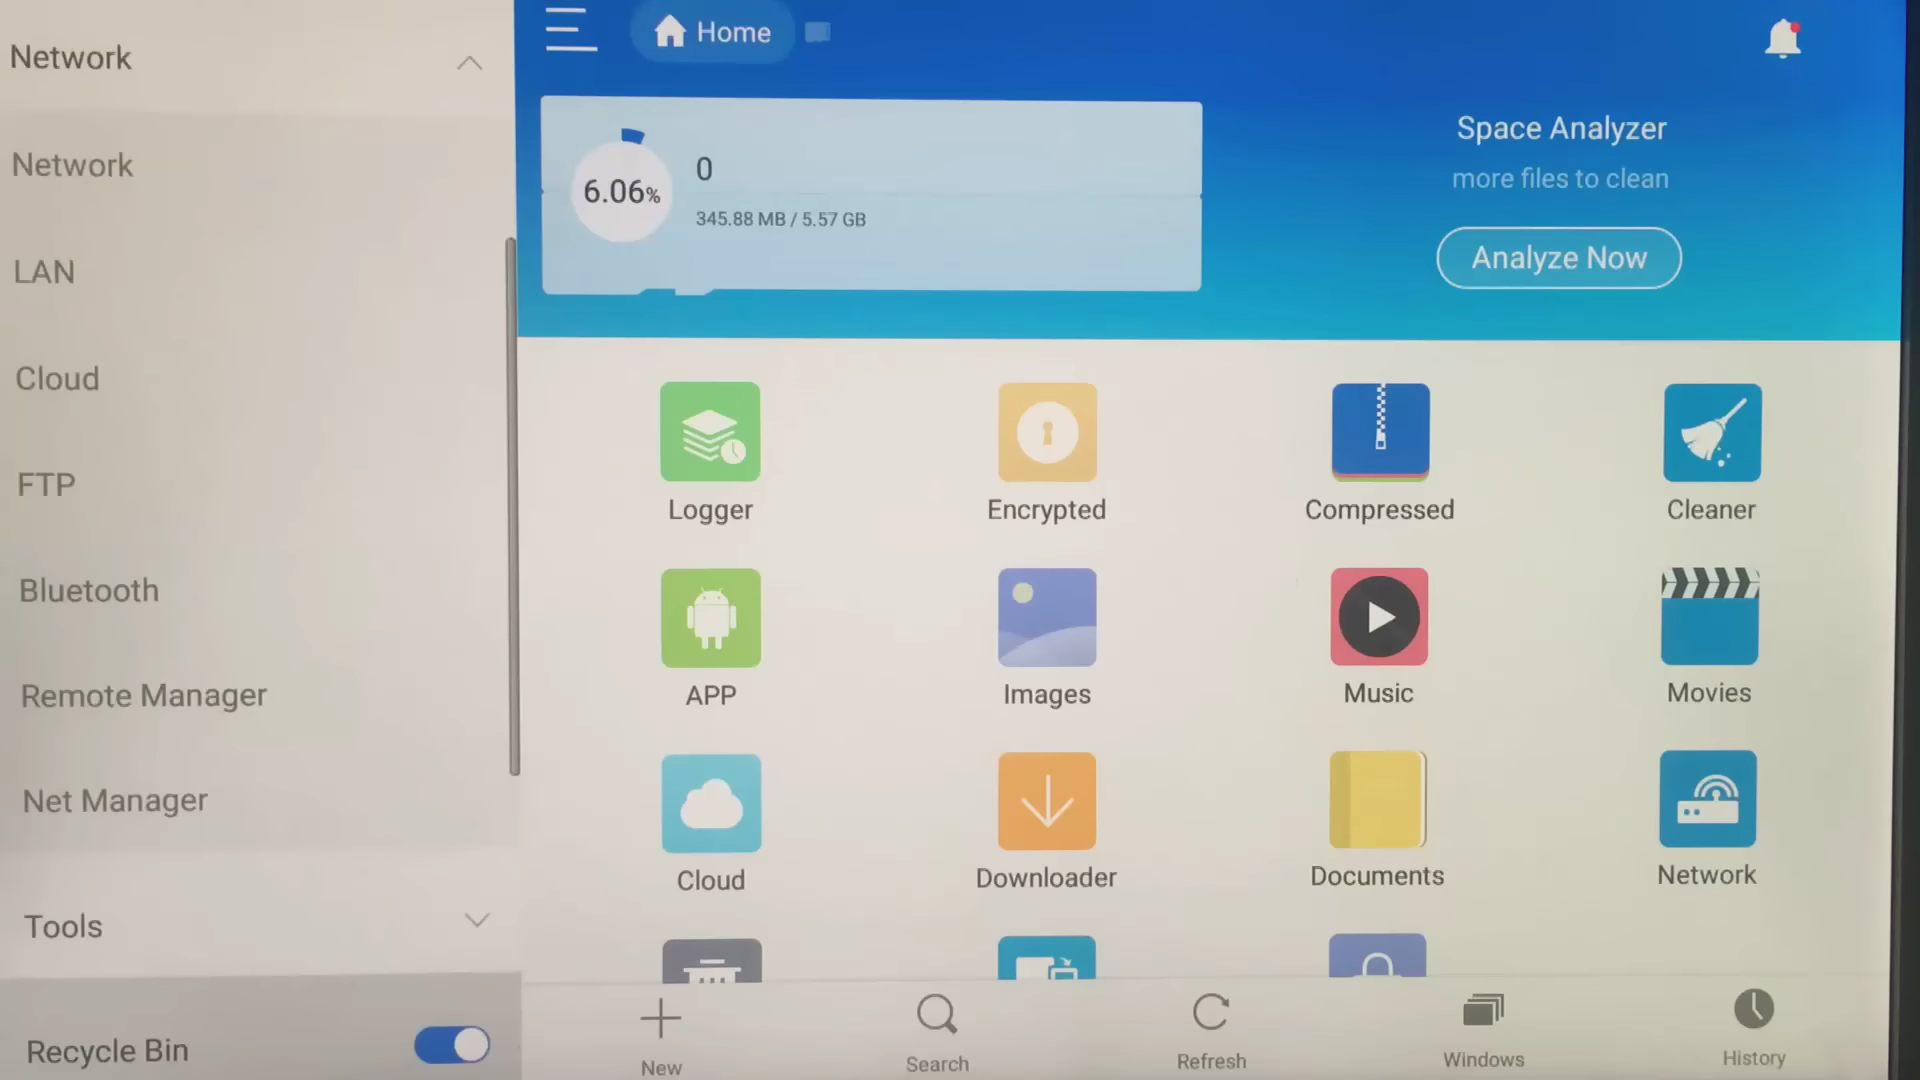 Network
Network
LAN
Cloud
FTP
Bluetooth
Remote Manager
Net Manager
Tools
Recycle Bin
Home
6.06%
0
345.88 MB / 5.57 GB
Space Analyzer
more files to clean
Analyze Now
Logger
Encrypted
Compressed
Cleaner
APP
Images
Music
Movies
Cloud
Downloader
Documents
Network
New
Search
Refresh
Windows
History